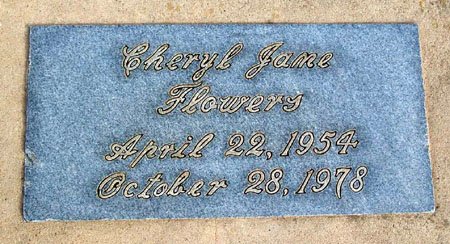 Cheryl Jane
Flowers
April 22, 1954
October 28, 1978